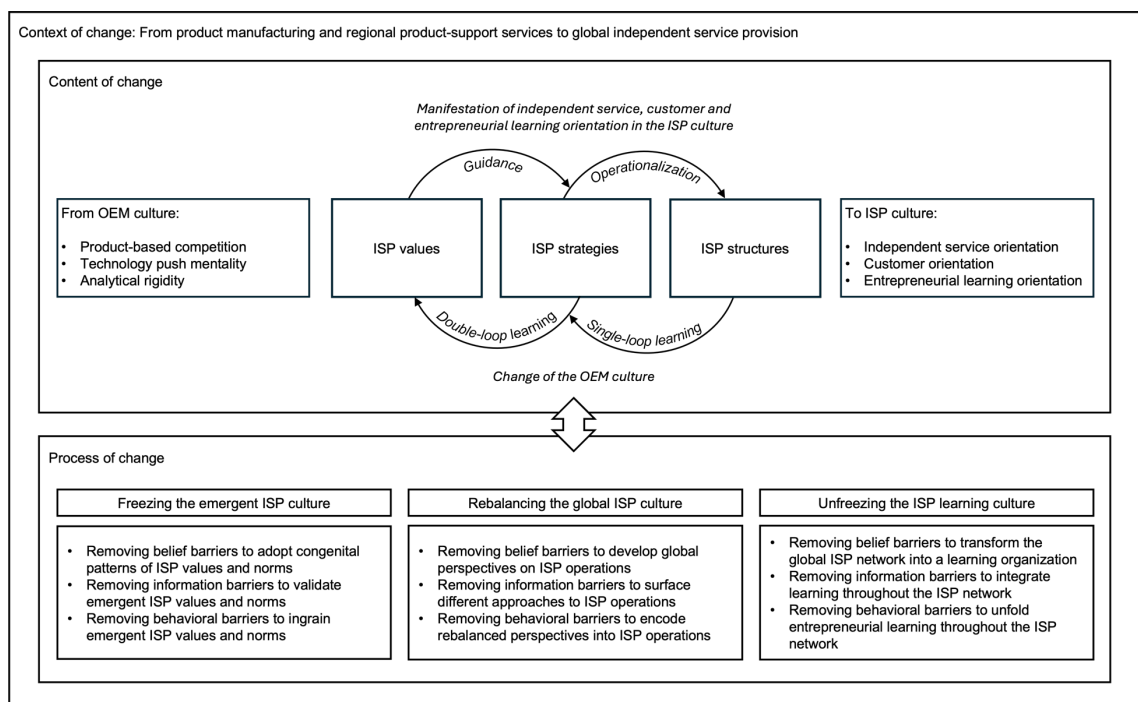 Context of change: From product manufacturing and regional product-support services to global independent service provision
Content of change
Manifestation of independent service, customer and
entrepreneurial learning orientation in the ISP culture
Guidance
Operationalization
From OEM culture:
• Product-based competition
• Technology push mentality
• Analytical rigidity
ISP values
ISP strategies
ISP structures
To ISP culture:
• Independent service orientation
• Customer orientation
• Entrepreneurial learning orientation
Double-loop learning
Single-loop learning
Change of the OEM culture
Process of change
Freezing the emergent ISP culture
• Removing belief barriers to adopt congenital
patterns of ISP values and norms
• Removing information barriers to validate
emergent ISP values and norms
• Removing behavioral barriers to ingrain
emergent ISP values and norms
Rebalancing the global ISP culture
• Removing belief barriers to develop global
perspectives on ISP operations
• Removing information barriers to surface
different approaches to ISP operations
• Removing behavioral barriers to encode
rebalanced perspectives into ISP operations
Unfreezing the ISP learning culture
• Removing belief barriers to transform the
global ISP network into a learning organization
• Removing information barriers to integrate
learning throughout the ISP network
• Removing behavioral barriers to unfold
entrepreneurial learning throughout the ISP
network